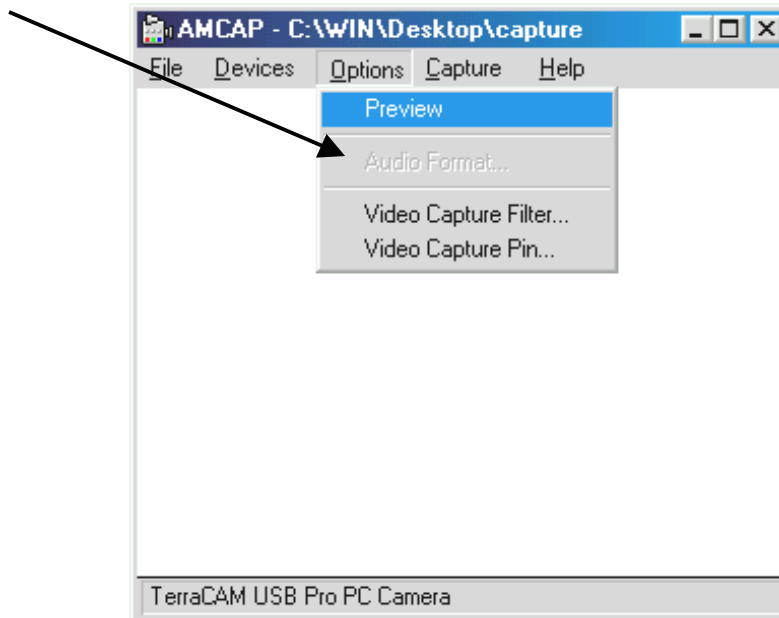 AMCAP - C:\WIN\Desktop\capture
File Devices Options Capture Help
Preview
Audio Format...
Video Capture Filter...
Video Capture Pin...
TerraCAM USB Pro PC Camera